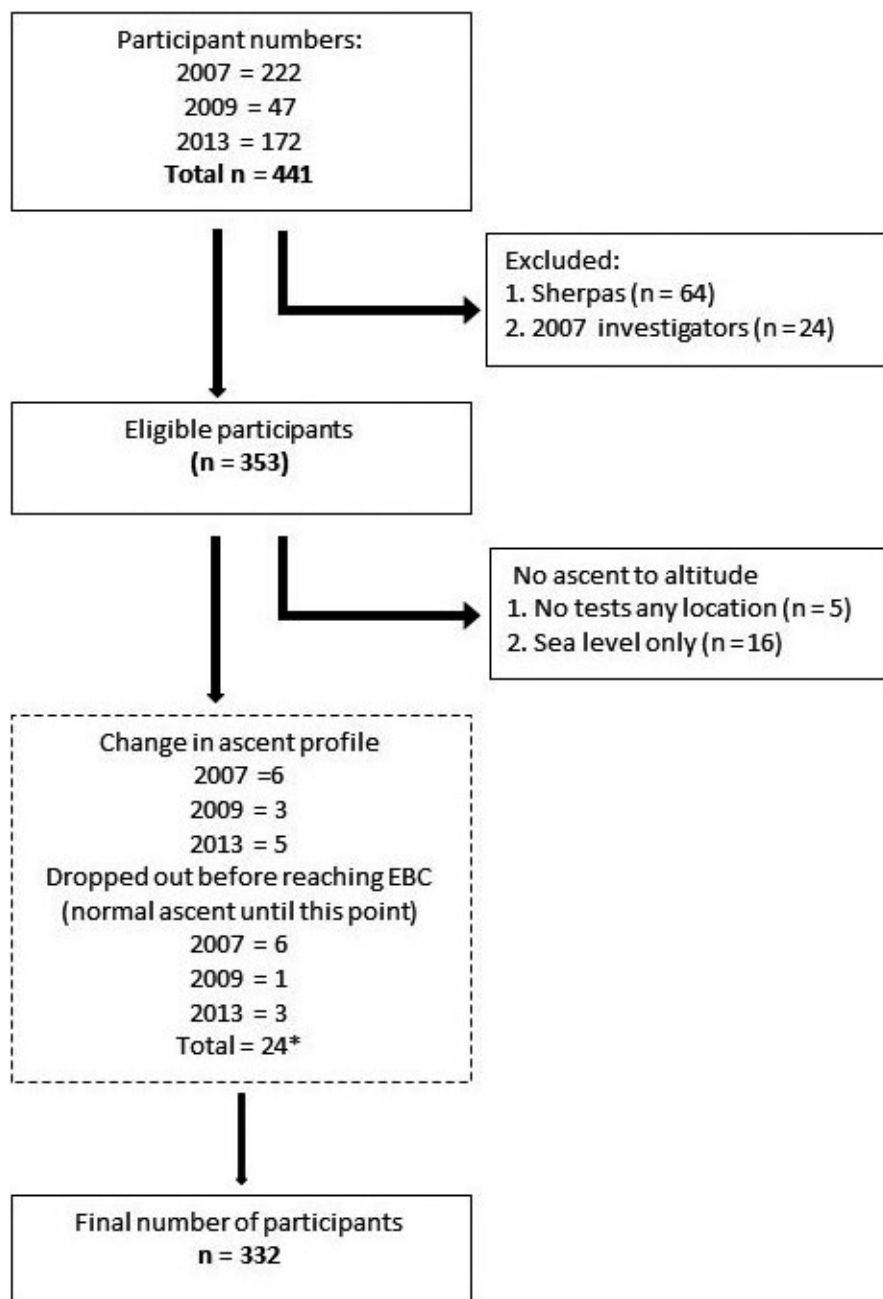 Participant numbers:
2007 = 222
2009 = 47
2013 = 172
Total n = 441
Excluded:
1. Sherpas (n = 64)
2. 2007 investigators (n = 24)
Eligible participants
(n = 353)
No ascent to altitude
1. No tests any location (n = 5)
2. Sea level only (n = 16)
Change in ascent profile
2007 =6
2009 = 3
2013 = 5
Dropped out before reaching EBC
(normal ascent until this point)
2007 = 6
2009 = 1
2013 = 3
Total = 24*
Final number of participants
n = 332